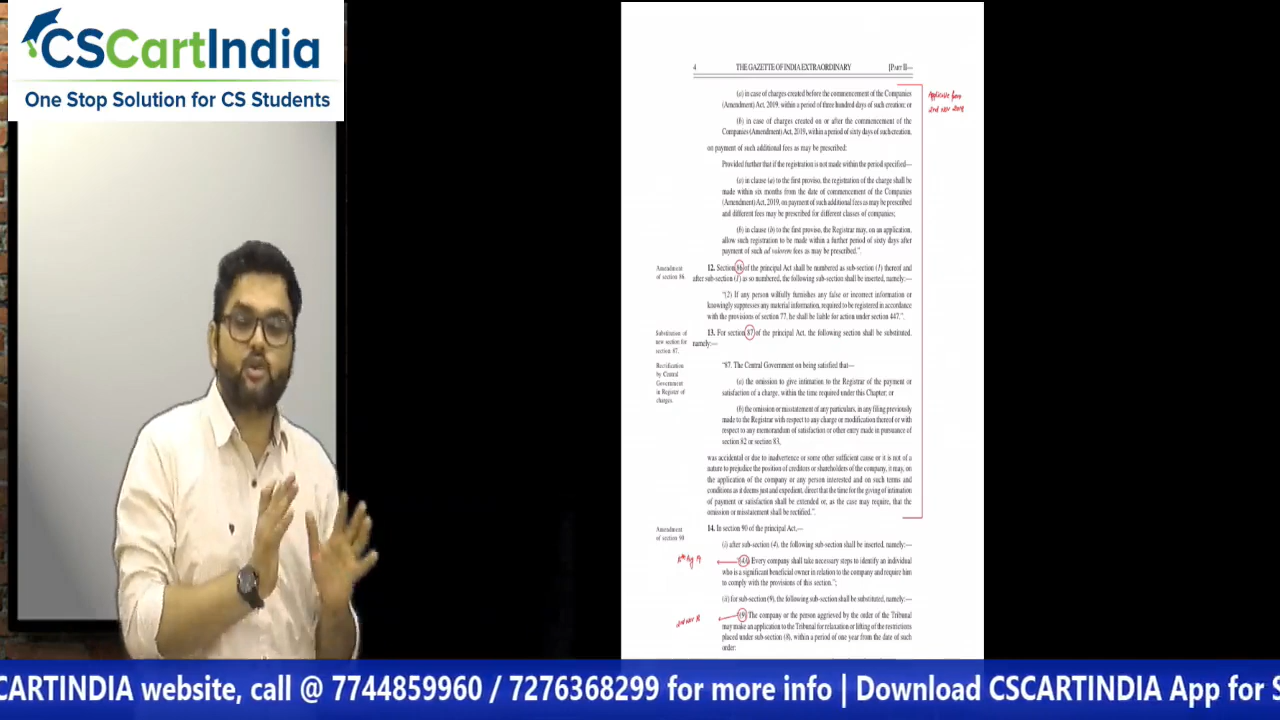 CSCartIndia
One Stop Solution for CS Students
4 THE GAZETTE OF INDIA EXTRAORDINARY [PART II—
(a) in case of charges created before the commencement of the Companies
(Amendment) Act, 2019, within a period of three hundred days of such creation; or
(b) in case of charges created on or after the commencement of the
Companies (Amendment) Act, 2019, within a period of sixty days of such creation,
on payment of such additional fees as may be prescribed:
Provided further that if the registration is not made within the period specified—
(a) in clause (a) to the first proviso, the registration of the charge shall be
made within six months from the date of commencement of the Companies
(Amendment) Act, 2019, on payment of such additional fees as may be prescribed
and different fees may be prescribed for different classes of companies;
(b) in clause (b) to the first proviso, the Registrar may, on an application,
allow such registration to be made within a further period of sixty days after
payment of such ad valorem fees as may be prescribed.".
Applicable from
2nd Nov 2018
Amendment
of section 86
12. Section 86 of the principal Act shall be numbered as sub-section (1) thereof and
after sub-section (1) as so numbered, the following sub-section shall be inserted, namely:—
"(2) If any person wilfully furnishes any false or incorrect information or
knowingly suppresses any material information, required to be registered in accordance
with the provisions of section 77, he shall be liable for action under section 447.".
Substitution of
new section for
section 87.
13. For section 87 of the principal Act, the following section shall be substituted,
namely:—
Rectification
by Central
Government
in Register of
charges.
"87. The Central Government on being satisfied that—
(a) the omission to give intimation to the Registrar of the payment or
satisfaction of a charge, within the time required under this Chapter; or
(b) the omission or misstatement of any particulars, in any filing previously
made to the Registrar with respect to any charge or modification thereof or with
respect to any memorandum of satisfaction or other entry made in pursuance of
section 82 or section 83,
was accidental or due to inadvertence or some other sufficient cause or it is not of a
nature to prejudice the position of creditors or shareholders of the company, it may, on
the application of the company or any person interested and on such terms and
conditions as it deems just and expedient, direct that the time for the giving of intimation
of payment or satisfaction shall be extended or, as the case may require, that the
omission or misstatement shall be rectified.".
Amendment
of section 90
14. In section 90 of the principal Act,—
(i) after sub-section (4), the following sub-section shall be inserted, namely:—
"(4A) Every company shall take necessary steps to identify an individual
who is a significant beneficial owner in relation to the company and require him
to comply with the provisions of this section.";
(ii) for sub-section (9), the following sub-section shall be substituted, namely:—
2nd Nov 18
"(9) The company or the person aggrieved by the order of the Tribunal
may make an application to the Tribunal for relaxation or lifting of the restrictions
placed under sub-section (8), within a period of one year from the date of such
order:
CARTINDIA website, call @ 7744859960 / 7276368299 for more info | Download CSCARTINDIA App for S